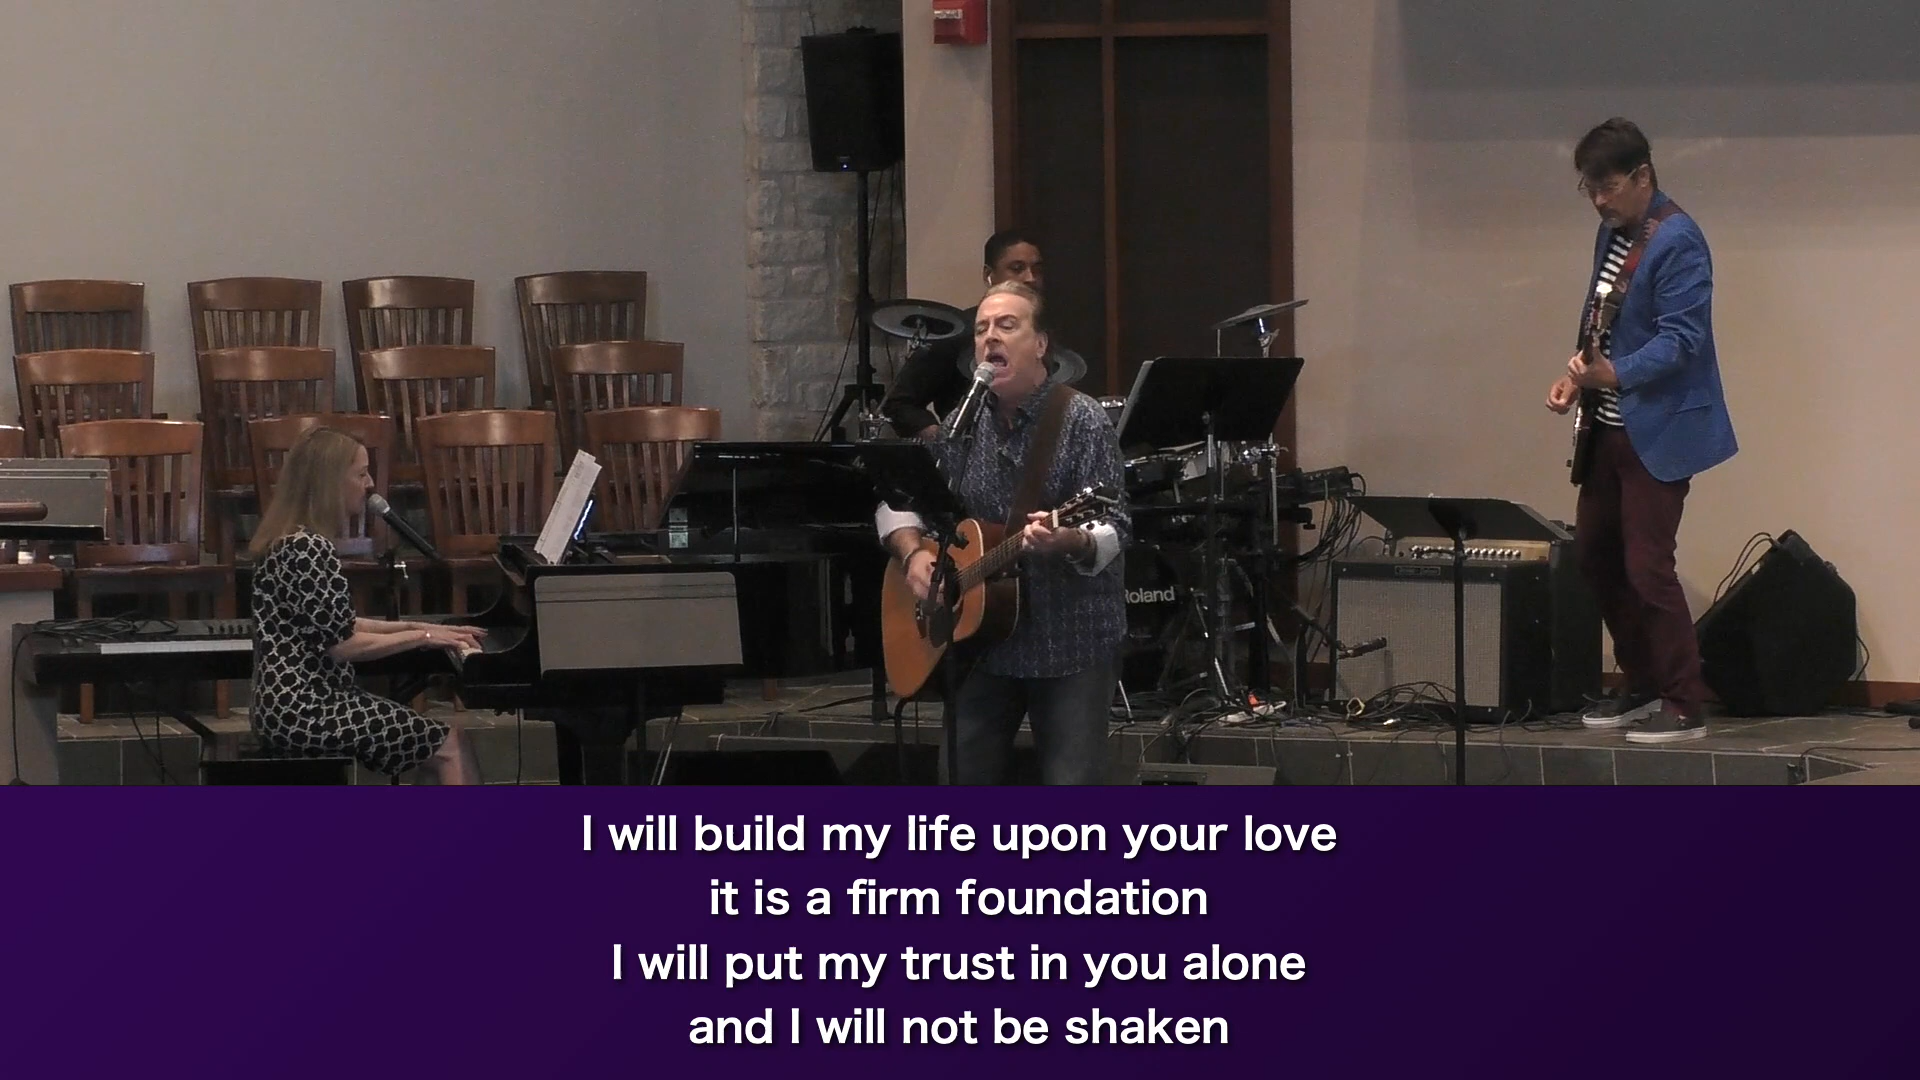 Roland
I will build my life upon your love
it is a firm foundation
I will put my trust in you alone
and I will not be shaken